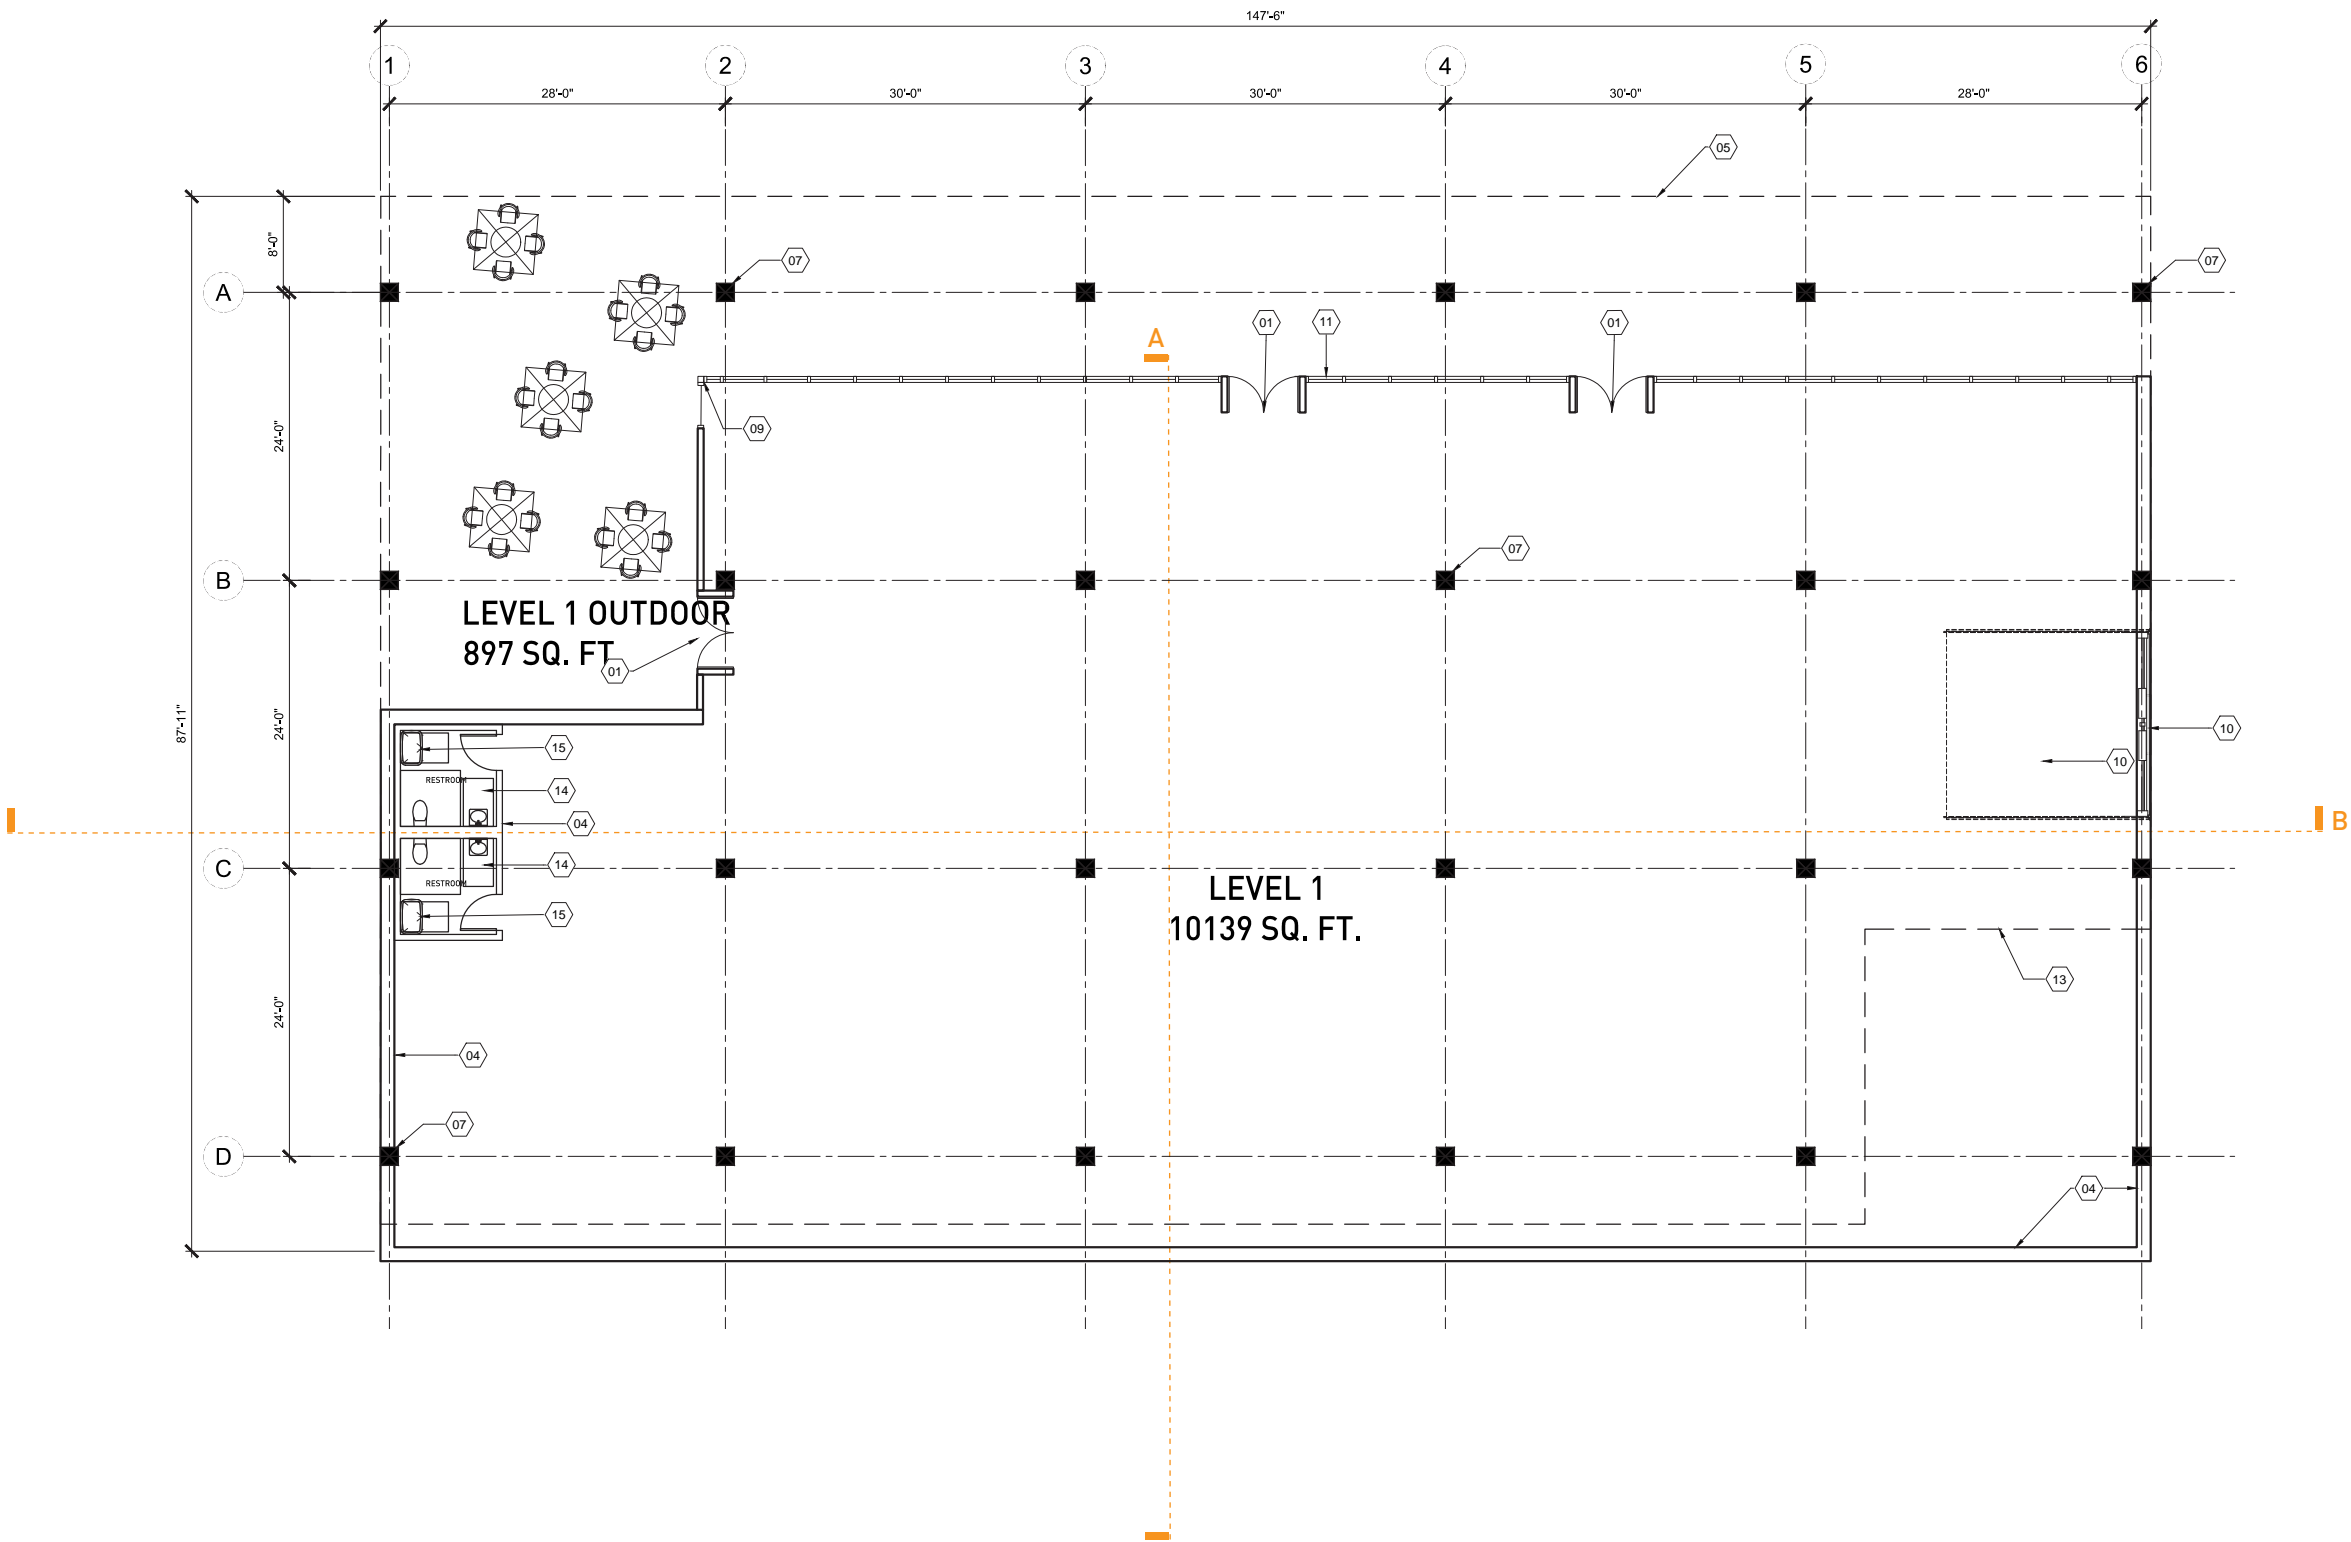 147'-6"
1 2 3 4 5 6
28'-0" 30'-0" 30'-0" 30'-0" 28'-0"
05
8'-0"
07 07
A
01 11 01
A
24'-0"
09
07
B
LEVEL 1 OUTDOOR
897 SQ. FT
01
87'-11"
24'-0"
15
10
10
RESTROOM
14
04
B
14
C
RESTROOM
LEVEL 1
10139 SQ. FT.
15
13
24'-0"
04
07
D
04